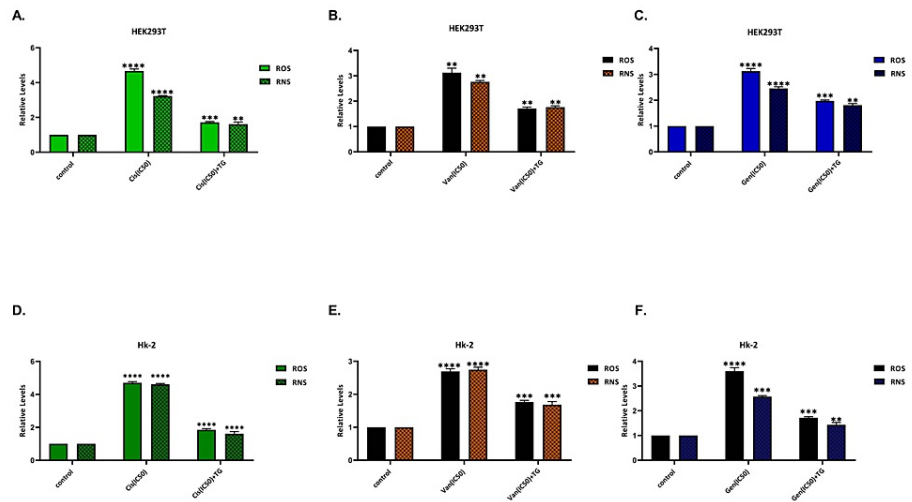 A.
HEK293T
Relative Levels
6
4
2
0
**** **** *** **
control
Cis(IC50)
Cis(IC50)+TG
ROS
RNS
B.
HEK293T
Relative Levels
4
3
2
1
0
** ** ** **
control
Van(IC50)
Van(IC50)+TG
ROS
RNS
C.
HEK293T
Relative Levels
4
3
2
1
0
**** **** *** **
control
Gen(IC50)
Gen(IC50)+TG
ROS
RNS
D.
Hk-2
Relative Levels
6
4
2
0
**** **** **** ****
control
Cis(IC50)
Cis(IC50)+TG
ROS
RNS
E.
Hk-2
Relative Levels
3
2
1
0
**** **** *** ***
control
Van(IC50)
Van(IC50)+TG
ROS
RNS
F.
Hk-2
Relative Levels
4
3
2
1
0
**** *** *** **
control
Gen(IC50)
Gen(IC50)+TG
ROS
RNS